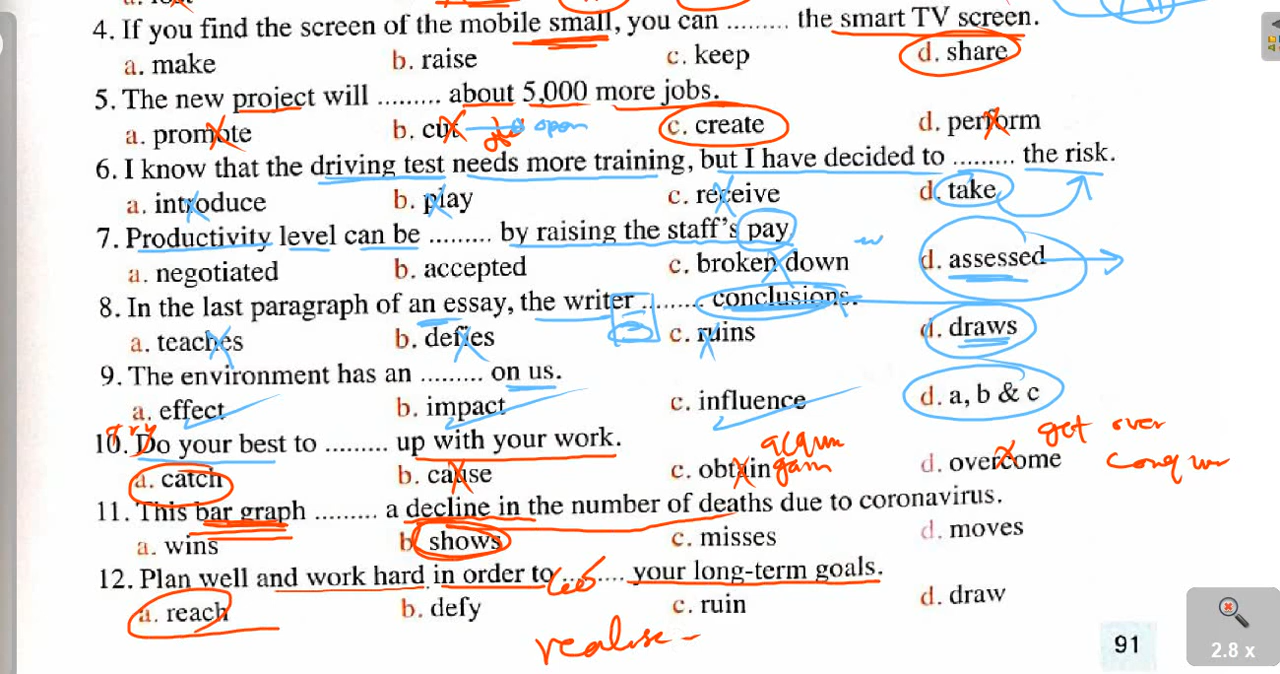 4. If you find the screen of the mobile small, you can ......... the smart TV screen.
a. make b. raise c. keep d. share
5. The new project will ......... about 5,000 more jobs.
a. promote b. cut open c. create d. perform
6. I know that the driving test needs more training, but I have decided to ......... the risk.
a. introduce b. play c. receive d. take
7. Productivity level can be ......... by raising the staff's pay.
a. negotiated b. accepted c. broken down d. assessed
8. In the last paragraph of an essay, the writer ......... conclusions.
a. teaches b. defies c. ruins d. draws
9. The environment has an ......... on us.
a. effect b. impact c. influence d. a, b & c
try get over
10. Do your best to ......... up with your work.
a. catch b. cause c. obtain gain d. overcome
11. This bar graph ......... a decline in the number of deaths due to coronavirus.
a. wins b. shows c. misses d. moves
12. Plan well and work hard in order to ......... your long-term goals.
a. reach b. defy c. ruin d. draw
realise -
91
2.8 x